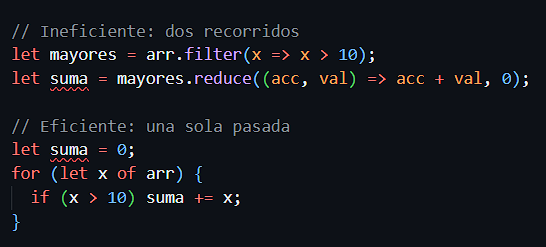 // Ineficiente: dos recorridos
let mayores = arr.filter(x => x > 10);
let suma = mayores.reduce((acc, val) => acc + val, 0);

// Eficiente: una sola pasada
let suma = 0;
for (let x of arr) {
  if (x > 10) suma += x;
}